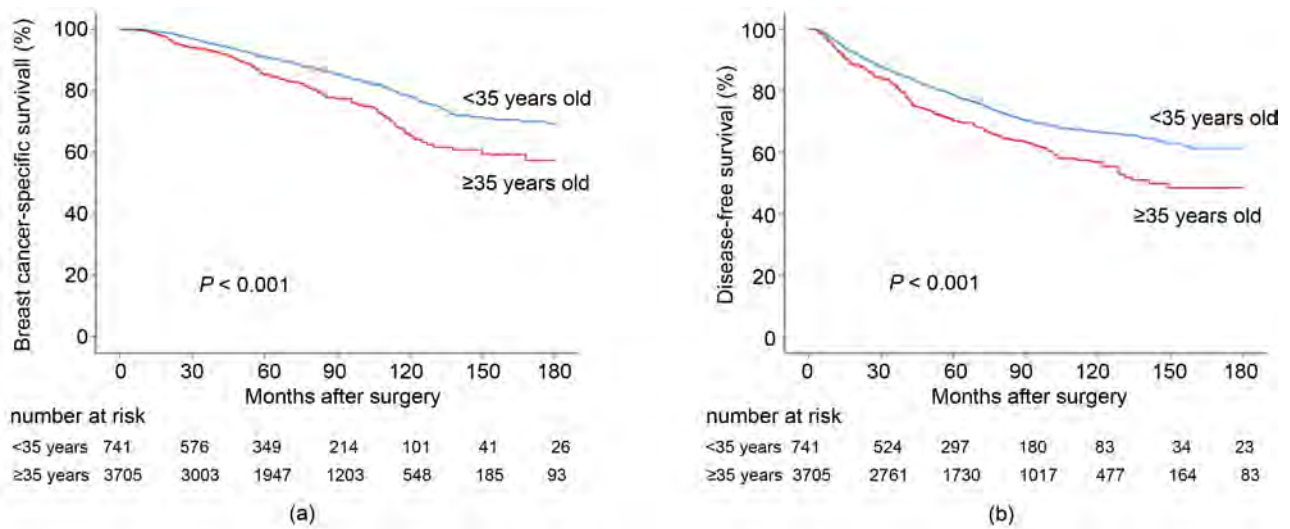 Breast cancer-specific survivall (%)
100
80
60
40
20
0
<35 years old
≥35 years old
P < 0.001
0 30 60 90 120 150 180
Months after surgery
number at risk
<35 years 741 576 349 214 101 41 26
≥35 years 3705 3003 1947 1203 548 185 93
(a)
Disease-free survival (%)
100
80
60
40
20
0
<35 years old
≥35 years old
P < 0.001
0 30 60 90 120 150 180
Months after surgery
number at risk
<35 years 741 524 297 180 83 34 23
≥35 years 3705 2761 1730 1017 477 164 83
(b)